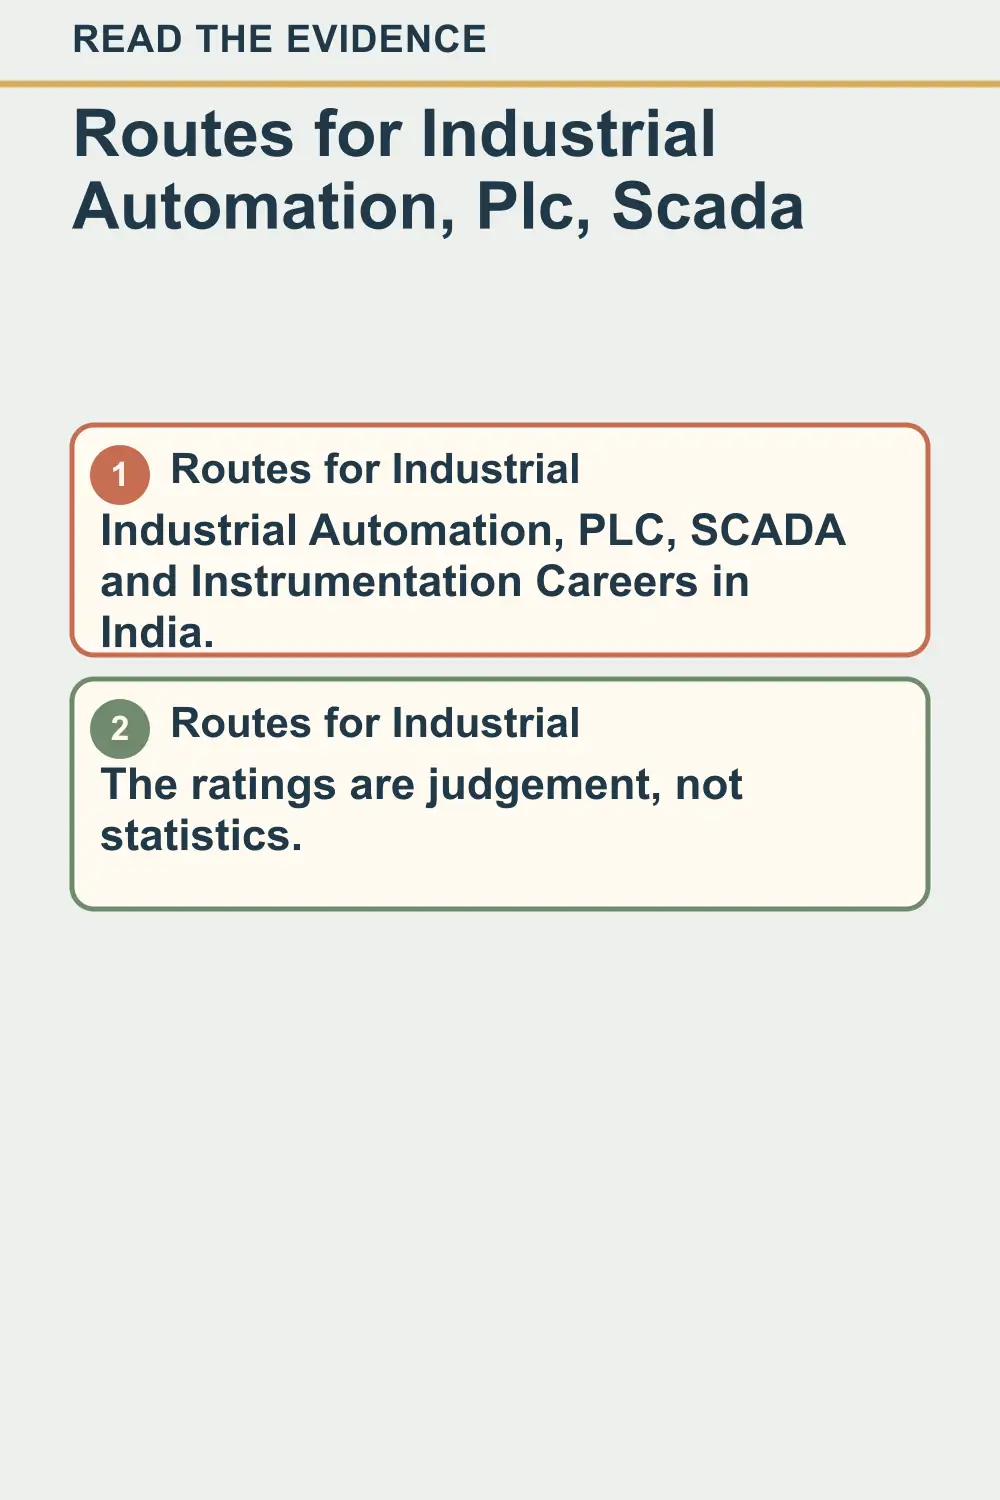 READ THE EVIDENCE
Routes for Industrial
Automation, Plc, Scada
1
Routes for Industrial
Industrial Automation, PLC, SCADA
and Instrumentation Careers in
India.
2
Routes for Industrial
The ratings are judgement, not
statistics.